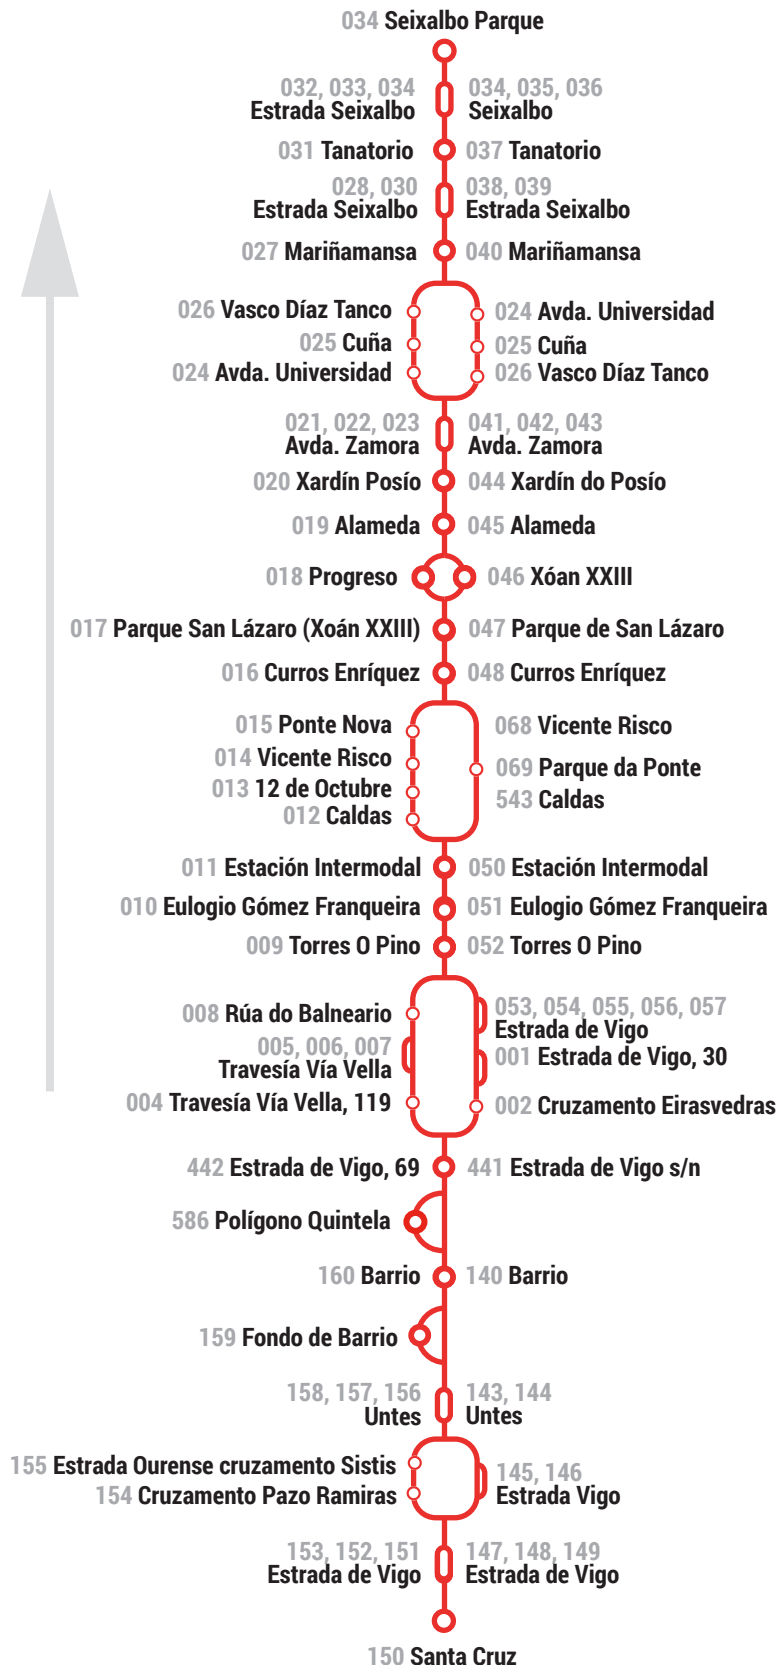 034 Seixalbo Parque
032, 033, 034
Estrada Seixalbo
034, 035, 036
Seixalbo
031 Tanatorio
037 Tanatorio
028, 030
Estrada Seixalbo
038, 039
Estrada Seixalbo
027 Mariñamansa
040 Mariñamansa
026 Vasco Díaz Tanco
024 Avda. Universidad
025 Cuña
025 Cuña
024 Avda. Universidad
026 Vasco Díaz Tanco
021, 022, 023
Avda. Zamora
041, 042, 043
Avda. Zamora
020 Xardín Posío
044 Xardín do Posío
019 Alameda
045 Alameda
018 Progreso
046 Xóan XXIII
017 Parque San Lázaro (Xoán XXIII)
047 Parque de San Lázaro
016 Curros Enríquez
048 Curros Enríquez
015 Ponte Nova
068 Vicente Risco
014 Vicente Risco
069 Parque da Ponte
013 12 de Octubre
543 Caldas
012 Caldas
011 Estación Intermodal
050 Estación Intermodal
010 Eulogio Gómez Franqueira
051 Eulogio Gómez Franqueira
009 Torres O Pino
052 Torres O Pino
008 Rúa do Balneario
053, 054, 055, 056, 057
Estrada de Vigo
005, 006, 007
Travesía Vía Vella
001 Estrada de Vigo, 30
004 Travesía Vía Vella, 119
002 Cruzamento Eirasvedras
442 Estrada de Vigo, 69
441 Estrada de Vigo s/n
586 Polígono Quintela
160 Barrio
140 Barrio
159 Fondo de Barrio
158, 157, 156
Untes
143, 144
Untes
155 Estrada Ourense cruzamento Sistis
154 Cruzamento Pazo Ramiras
145, 146
Estrada Vigo
153, 152, 151
Estrada de Vigo
147, 148, 149
Estrada de Vigo
150 Santa Cruz